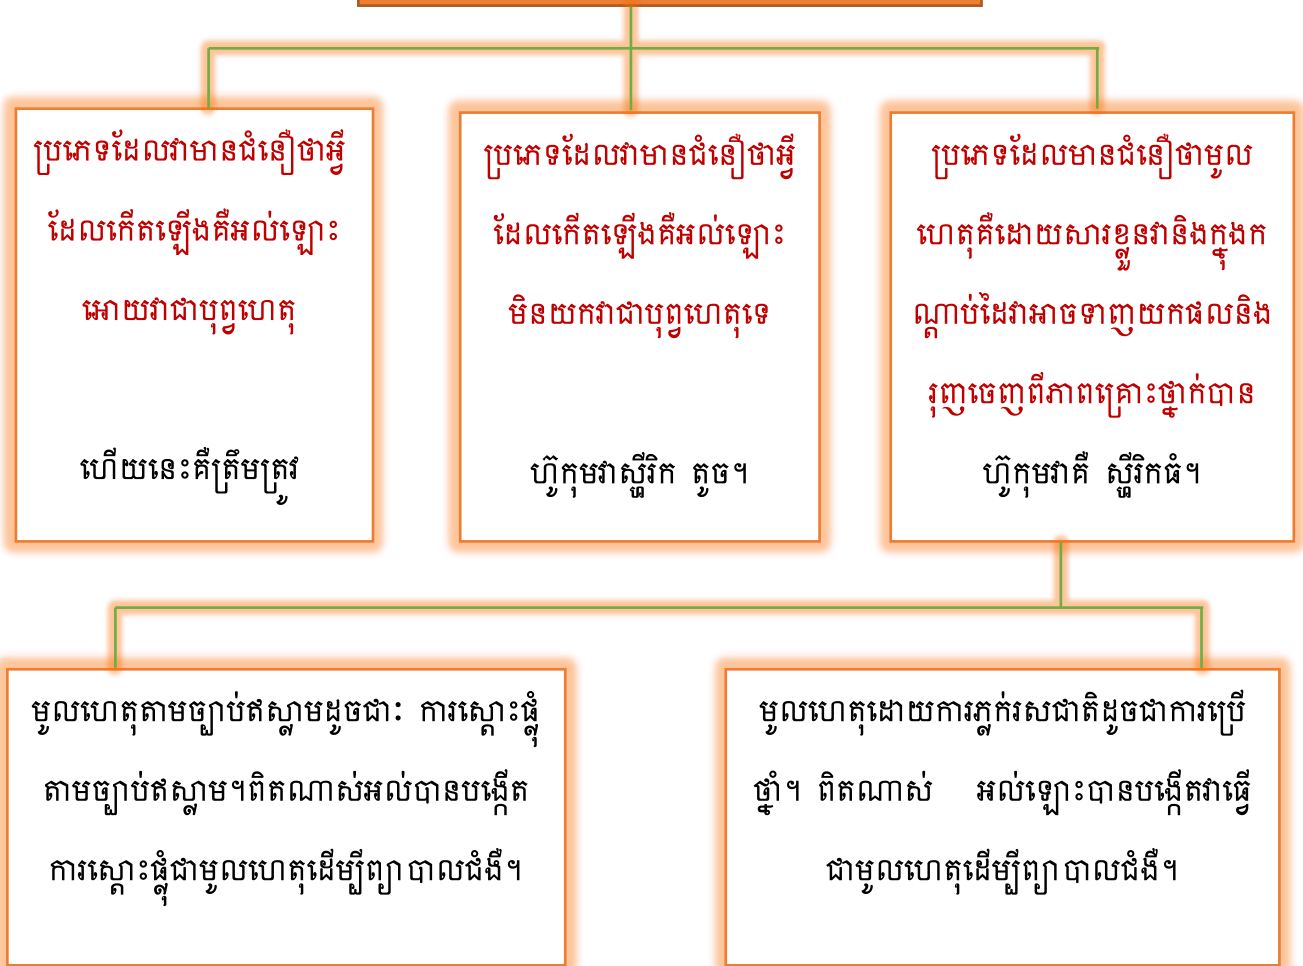 ប្រភេទដែលវាមានជំនឿថាអ្វី
ដែលកើតឡើងគឺអល់ឡោះ
អោយវាជាបុព្វហេតុ
ហើយនេះគឺត្រឹមត្រូវ
ប្រភេទដែលវាមានជំនឿថាអ្វី
ដែលកើតឡើងគឺអល់ឡោះ
មិនយកវាជាបុព្វហេតុទេ
ហ៊ូកុមវាស្ហ៊ីរិក តូច។
ប្រភេទដែលមានជំនឿថាមូល
ហេតុគឺដោយសារខ្លួនវានិងក្នុងក
ណ្តាប់ដៃវាអាចទាញយកផលនិង
រុញចេញពីភាពគ្រោះថ្នាក់បាន
ហ៊ូកុមវាគឺ ស្ហ៊ីរិកធំ។
មូលហេតុតាមច្បាប់ឥស្លាមដូចជាៈ ការស្តោះផ្លុំ
តាមច្បាប់ឥស្លាម។ពិតណាស់អល់បានបង្កើត
ការស្តោះផ្លុំជាមូលហេតុដើម្បីព្យាបាលជំងឺ។
មូលហេតុដោយការភ្លក់រសជាតិដូចជាការប្រើ
ថ្នាំ។ ពិតណាស់ អល់ឡោះបានបង្កើតវាធ្វើ
ជាមូលហេតុដើម្បីព្យាបាលជំងឺ។